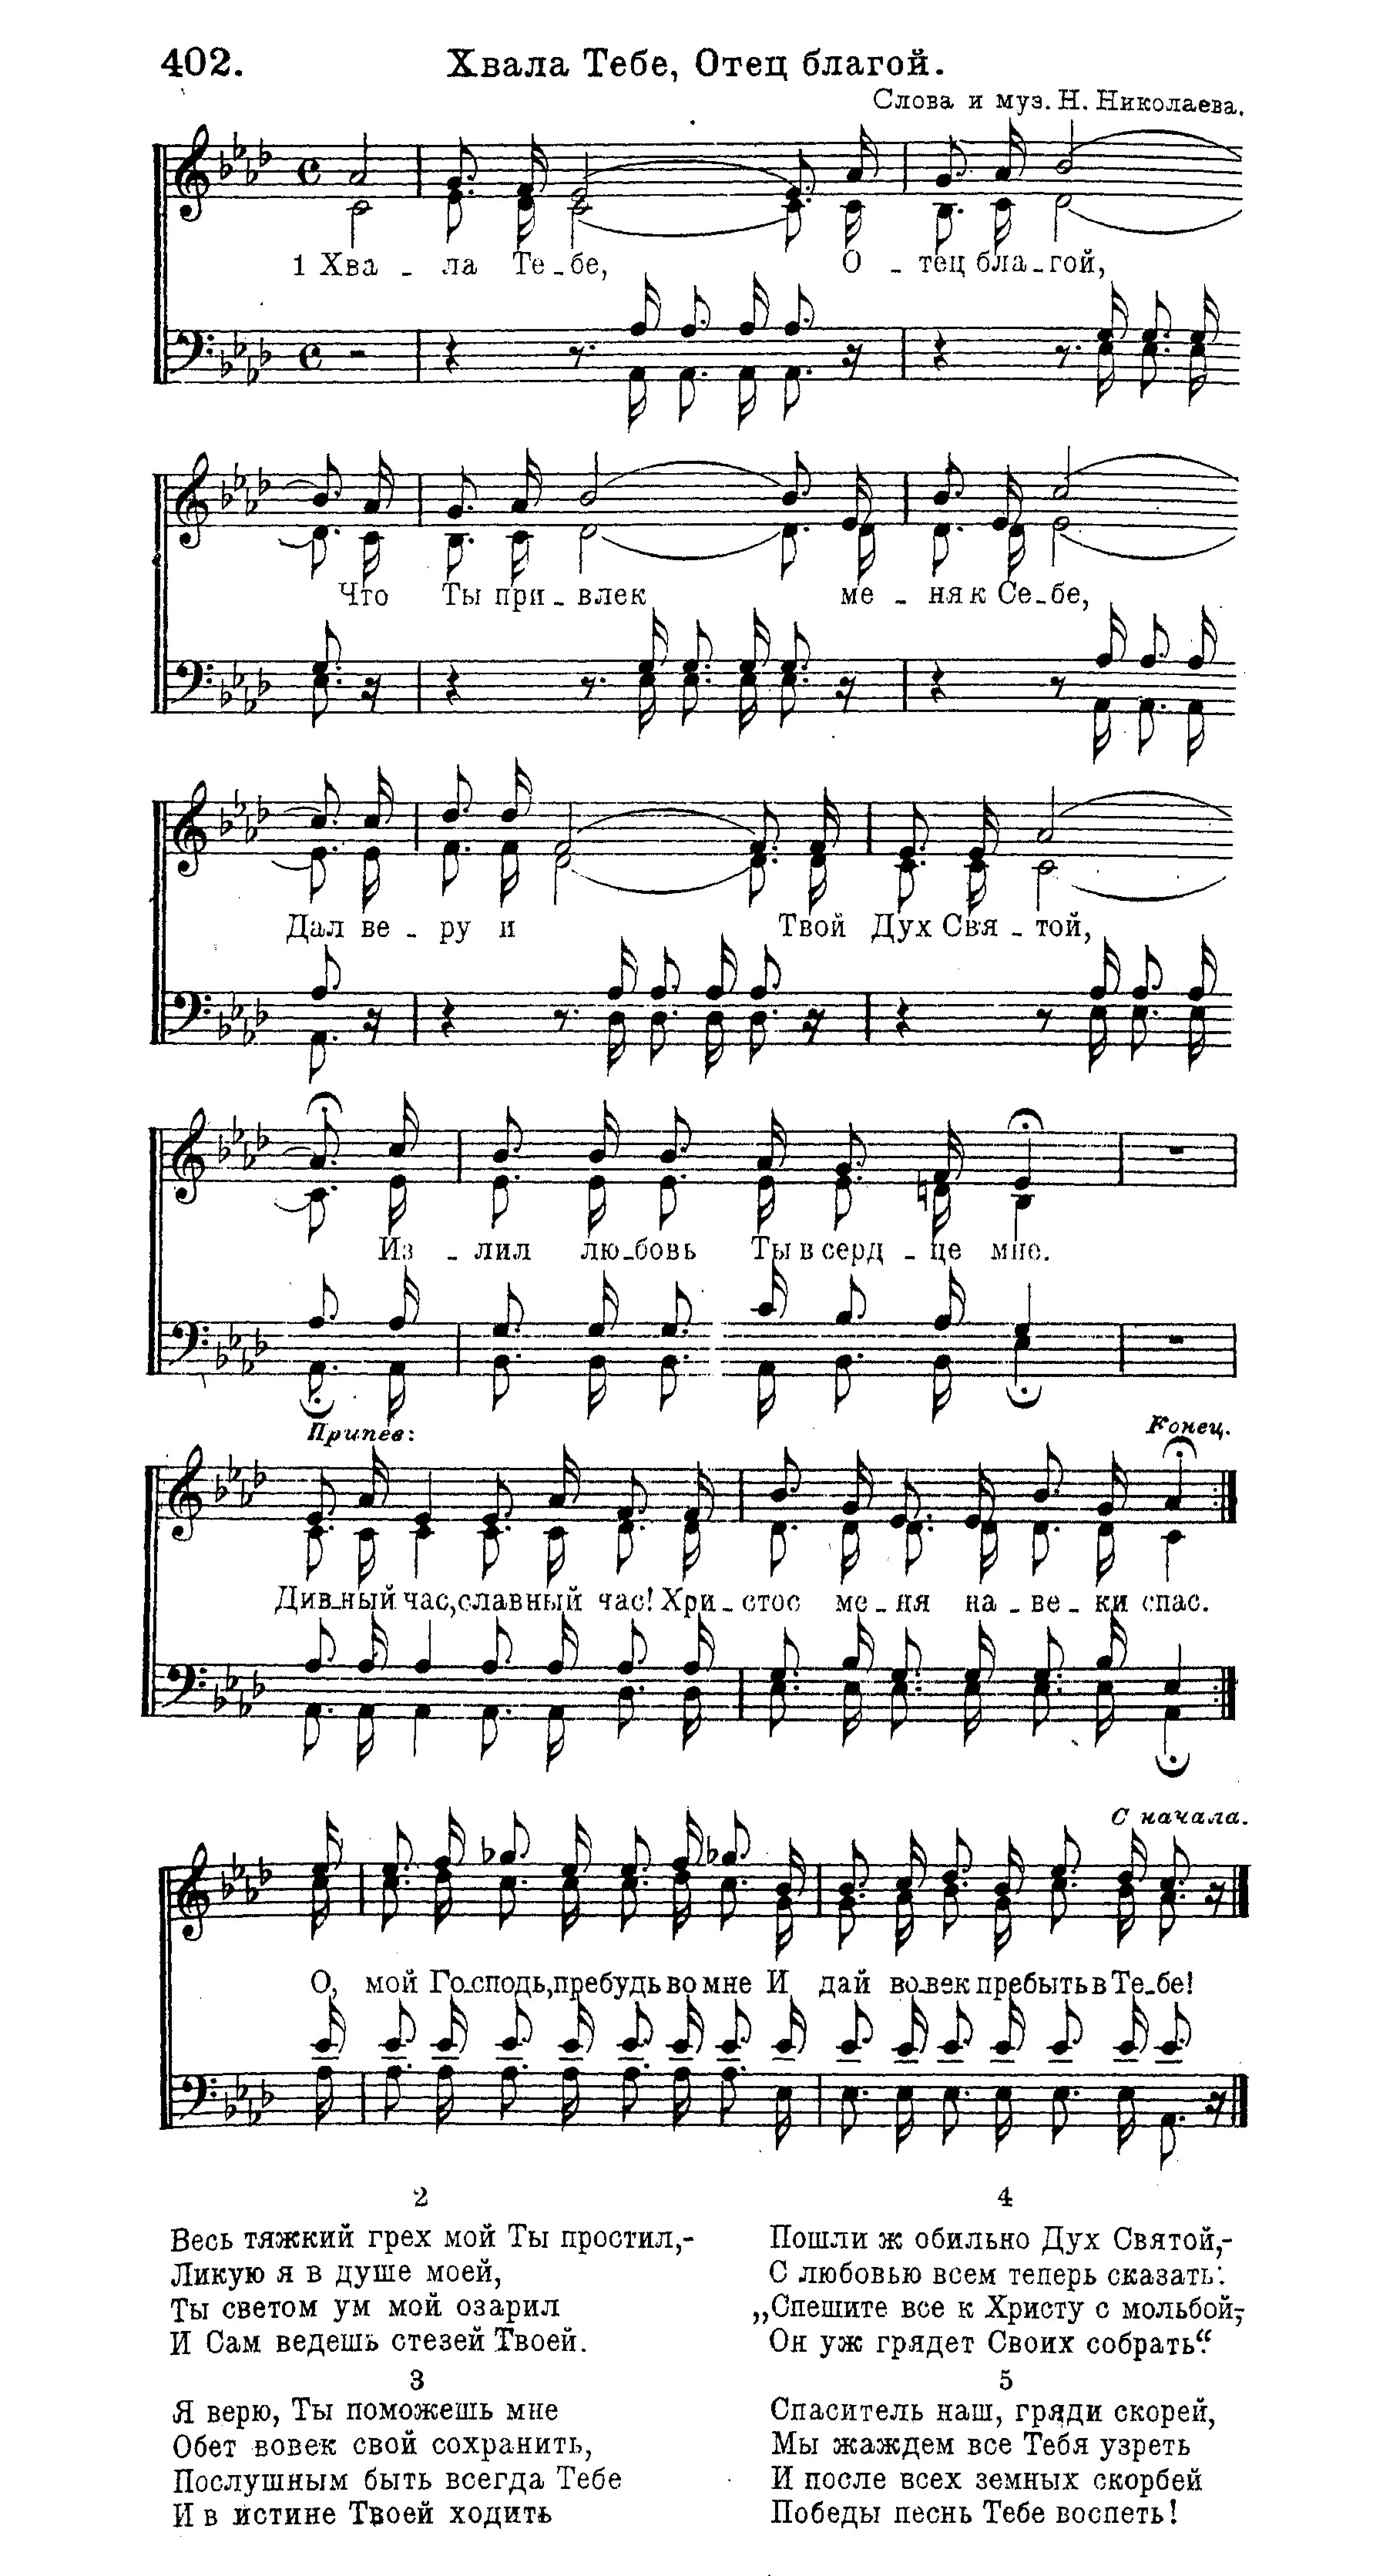 402. Хвала Тебе, Отец благой.
Слова и муз. Н. Николаева.
1 Хва - ла Те - бе, О - тец бла - гой,
Что Ты при - влек ме - ня к Се - бе,
Дал ве - ру и Твой Дух Свя - той,
Из - лил лю - бовь Ты в серд - це мне.
Припев: Конец.
Див - ный час, славный час! Хри - стос ме - ня на - ве - ки спас.
С начала.
О, мой Го - сподь, пребудь во мне И дай во - век пребыть в Те - бе!
2
Весь тяжкий грех мой Ты простил,-
Ликую я в душе моей,
Ты светом ум мой озарил
И Сам ведешь стезей Твоей.
3
Я верю, Ты поможешь мне
Обет вовек свой сохранить,
Послушным быть всегда Тебе
И в истине Твоей ходить
4
Пошли ж обильно Дух Святой,-
С любовью всем теперь сказать:
„Спешите все к Христу с мольбой,-
Он уж грядет Своих собрать“.
5
Спаситель наш, гряди скорей,
Мы жаждем все Тебя узреть
И после всех земных скорбей
Победы песнь Тебе воспеть!